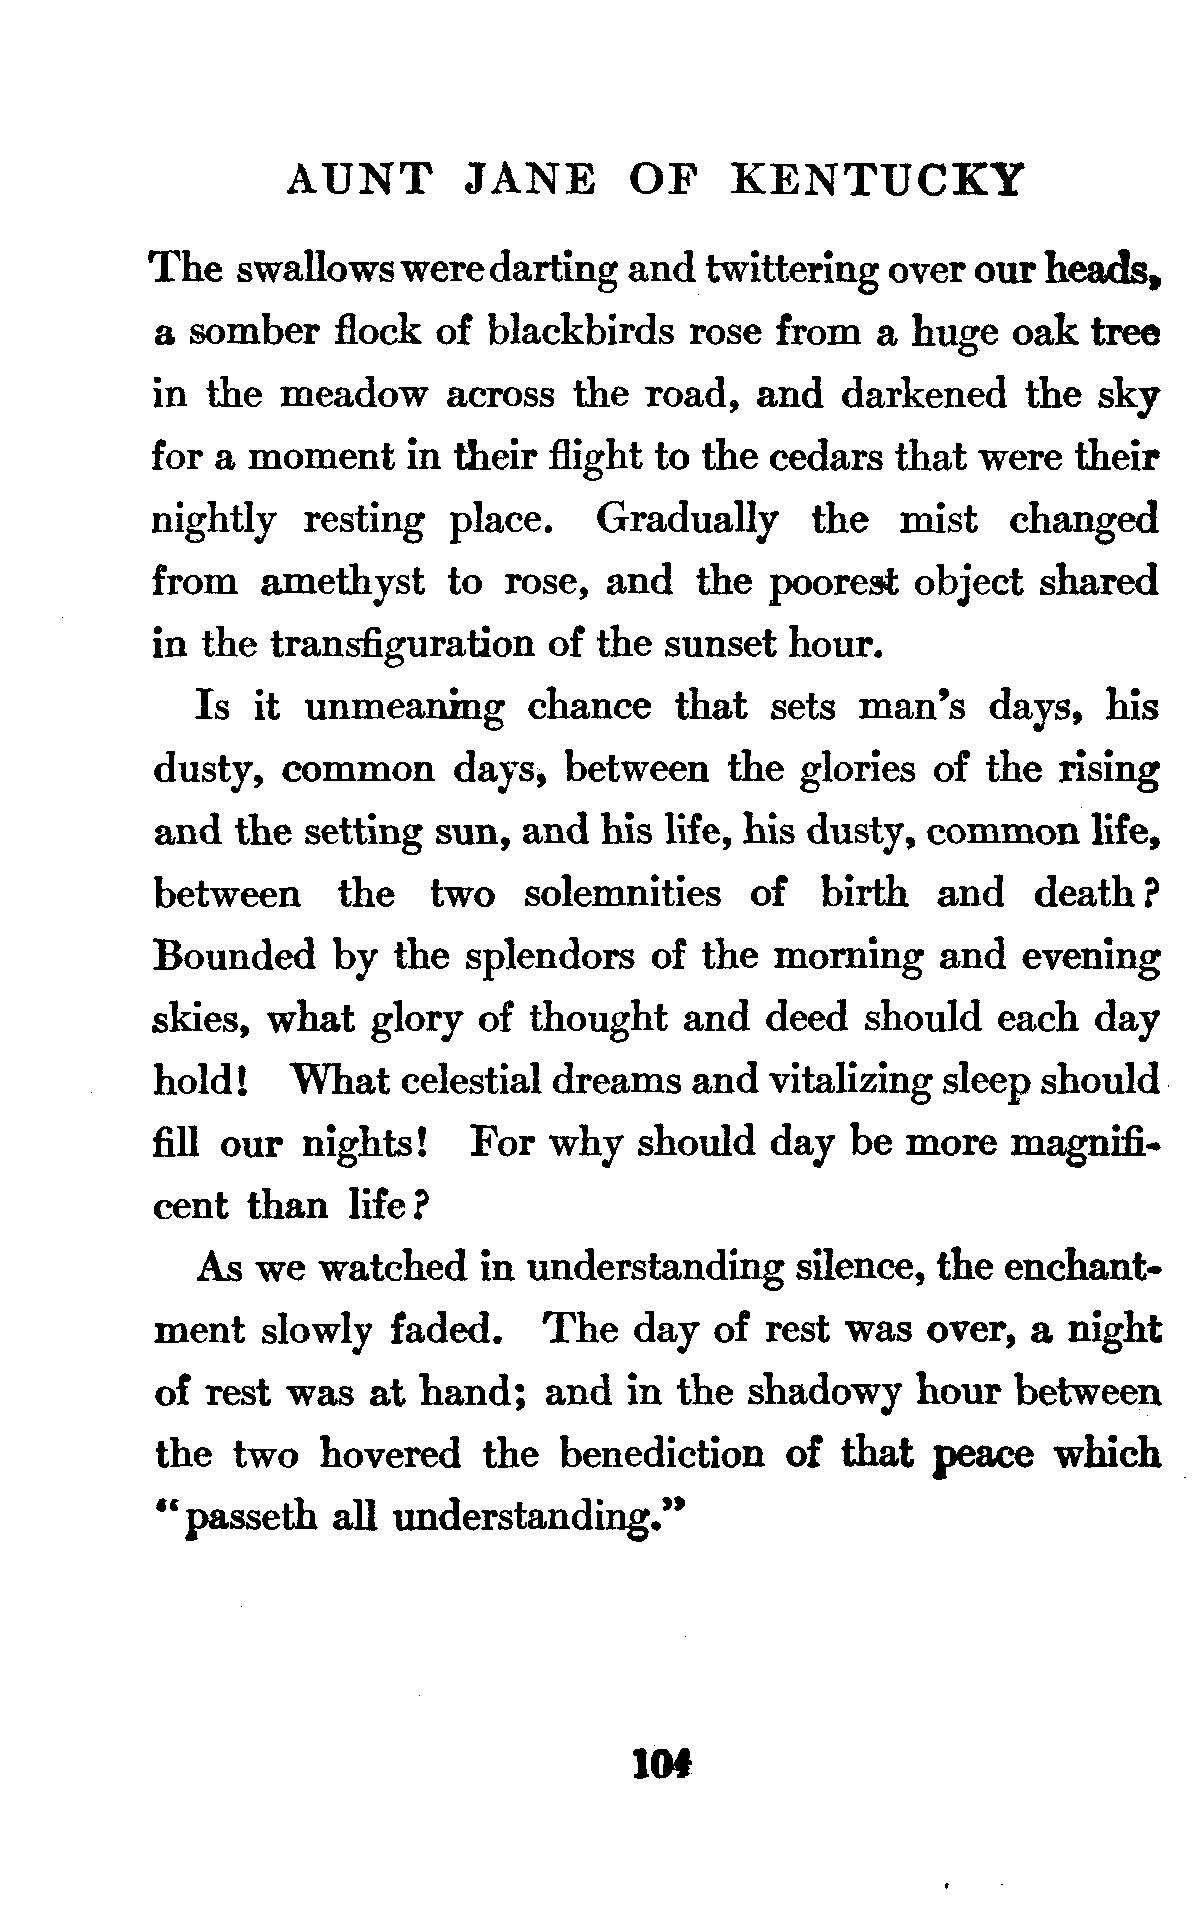 AUNT JANE OF KENTUCKY
The swallows were darting and twittering over our heads,
a somber flock of blackbirds rose from a huge oak tree
in the meadow across the road, and darkened the sky
for a moment in their flight to the cedars that were their
nightly resting place. Gradually the mist changed
from amethyst to rose, and the poorest object shared
in the transfiguration of the sunset hour.
Is it unmeaning chance that sets man's days, his
dusty, common days, between the glories of the rising
and the setting sun, and his life, his dusty, common life,
between the two solemnities of birth and death?
Bounded by the splendors of the morning and evening
skies, what glory of thought and deed should each day
hold! What celestial dreams and vitalizing sleep should
fill our nights! For why should day be more magnifi-
cent than life?
As we watched in understanding silence, the enchant-
ment slowly faded. The day of rest was over, a night
of rest was at hand; and in the shadowy hour between
the two hovered the benediction of that peace which
"passeth all understanding."
104